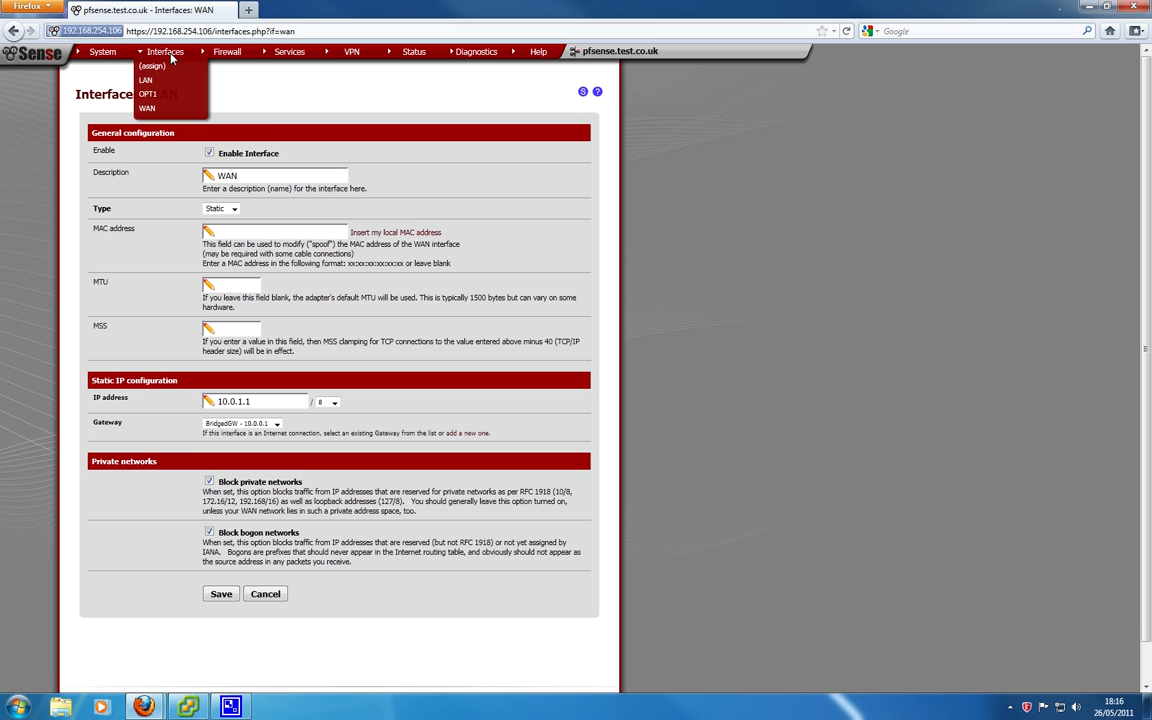 Firefox
pfsense.test.co.uk - Interfaces: WAN
192.168.254.106 https://192.168.254.106/interfaces.php?if=wan
Google
Sense System Interfaces Firewall Services VPN Status Diagnostics Help pfsense.test.co.uk
(assign)
LAN
OPT1
WAN
Interfaces: WAN
General configuration
Enable Enable Interface
Description WAN
Enter a description (name) for the interface here.
Type Static
MAC address Insert my local MAC address
This field can be used to modify ("spoof") the MAC address of the WAN interface
(may be required with some cable connections)
Enter a MAC address in the following format: xx:xx:xx:xx:xx:xx or leave blank
MTU
If you leave this field blank, the adapter's default MTU will be used. This is typically 1500 bytes but can vary on some
hardware.
MSS
If you enter a value in this field, then MSS clamping for TCP connections to the value entered above minus 40 (TCP/IP
header size) will be in effect.
Static IP configuration
IP address 10.0.1.1 / 8
Gateway BridgedGW - 10.0.0.1
If this interface is an Internet connection, select an existing Gateway from the list or add a new one.
Private networks
Block private networks
When set, this option blocks traffic from IP addresses that are reserved for private networks as per RFC 1918 (10/8,
172.16/12, 192.168/16) as well as loopback addresses (127/8). You should generally leave this option turned on,
unless your WAN network lies in such a private address space, too.
Block bogon networks
When set, this option blocks traffic from IP addresses that are reserved (but not RFC 1918) or not yet assigned by
IANA. Bogons are prefixes that should never appear in the Internet routing table, and obviously should not appear as
the source address in any packets you receive.
Save Cancel
18:16
26/05/2011